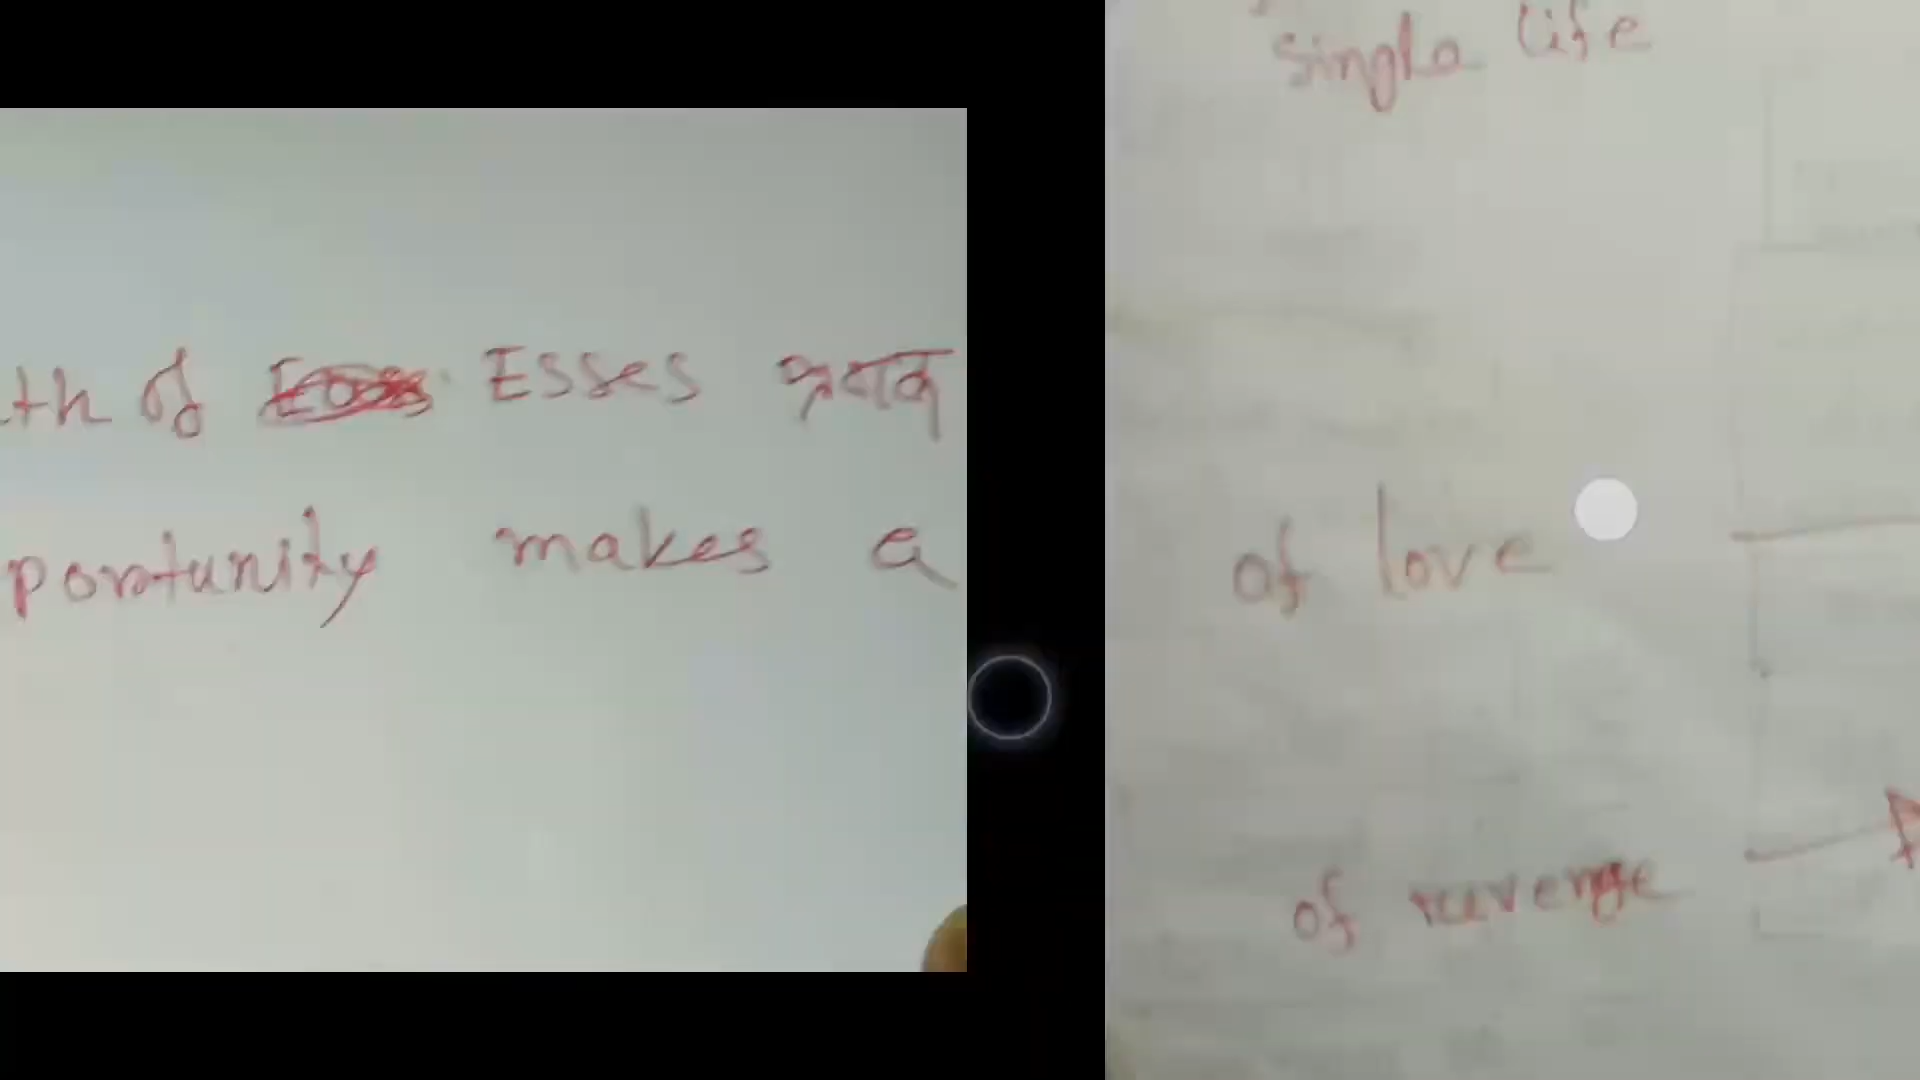 th of Esses
portunity makes a
single life
of love
of revenge